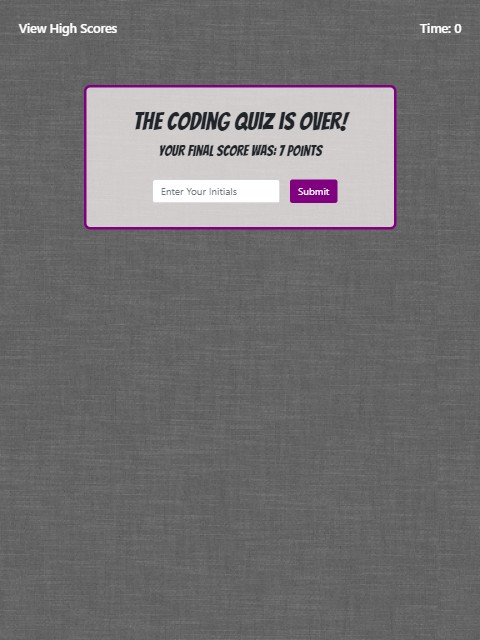 View High Scores
Time: 0
THE CODING QUIZ IS OVER!
YOUR FINAL SCORE WAS: 7 POINTS
Enter Your Initials
Submit